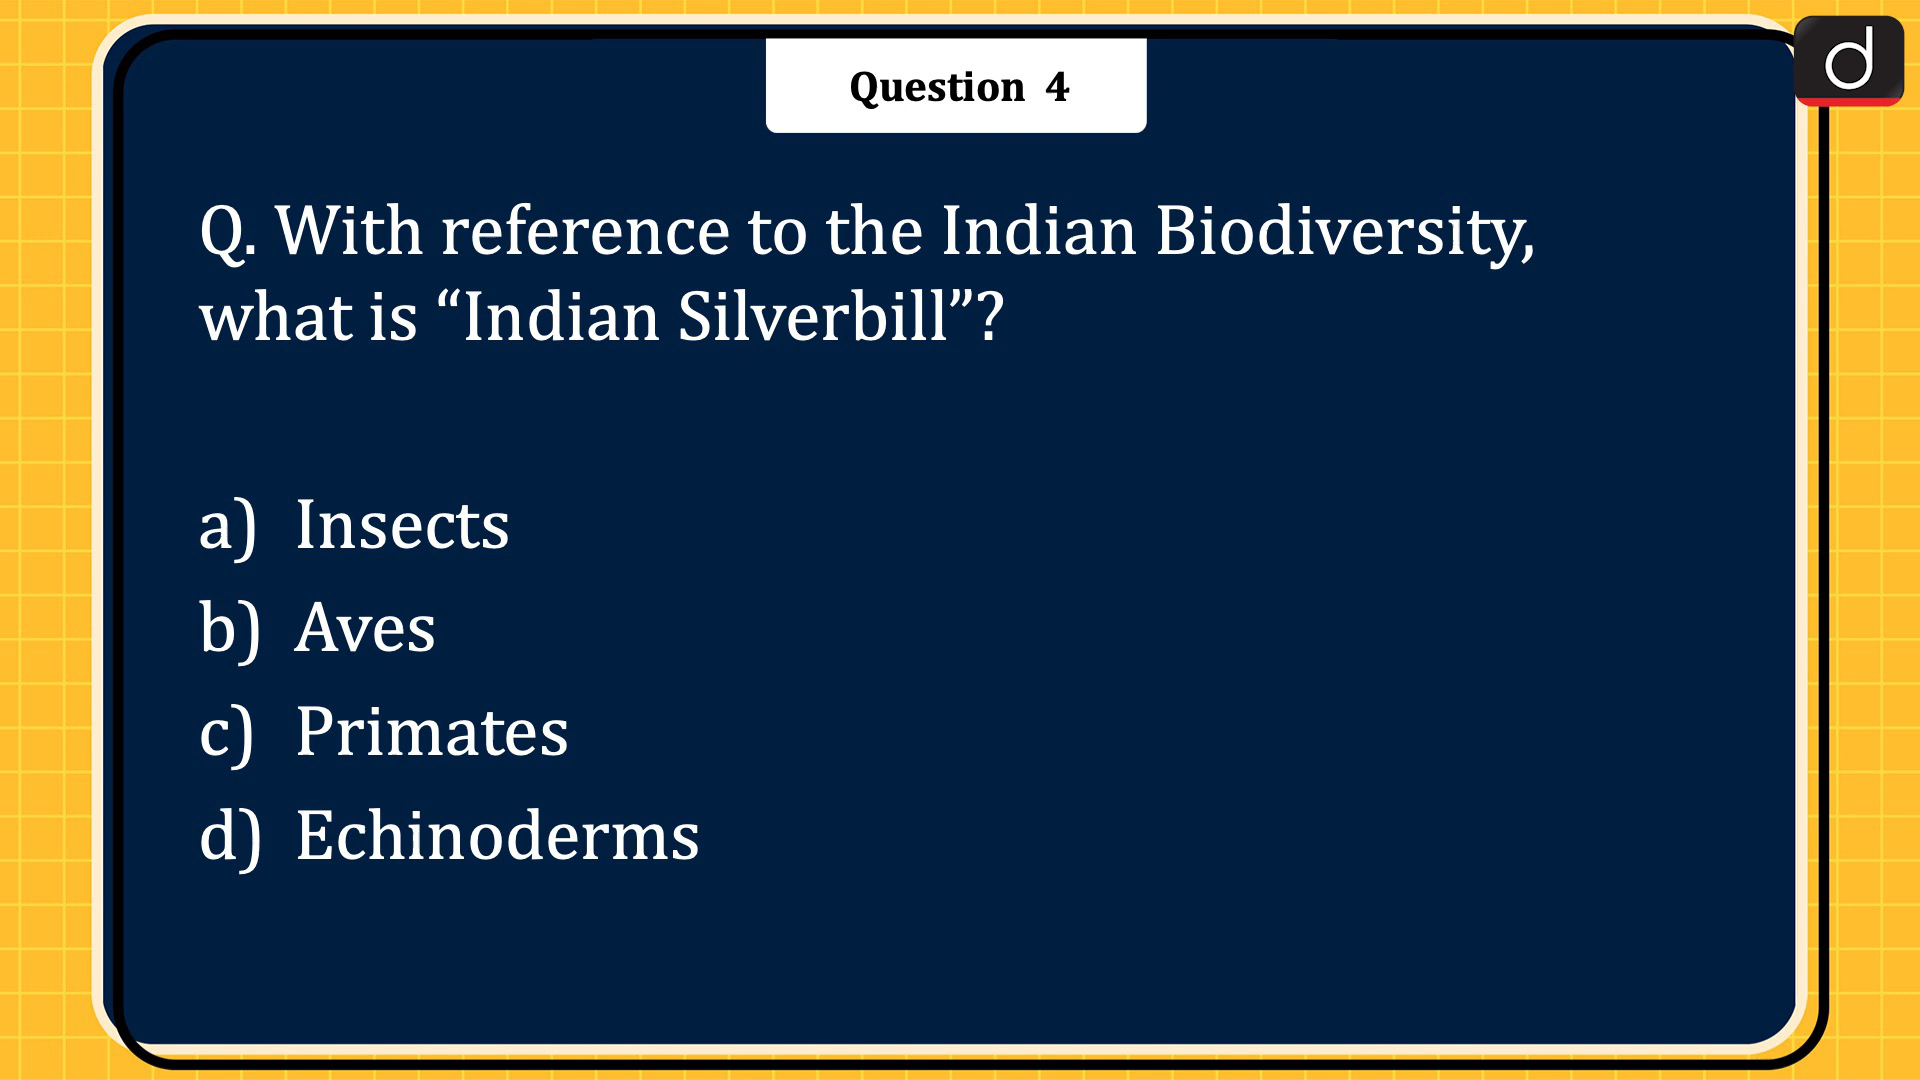 Question 4
Q. With reference to the Indian Biodiversity,
what is “Indian Silverbill”?
a) Insects
b) Aves
c) Primates
d) Echinoderms
d